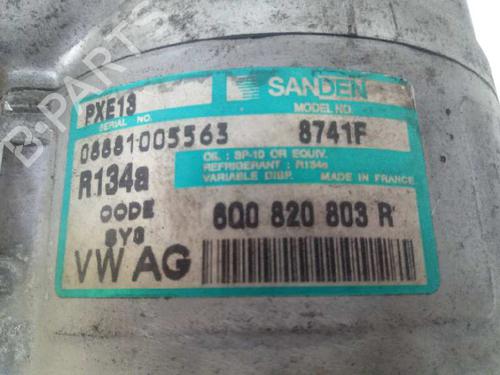 PXE13
SANDEN
SERIAL NO.
MODEL NO.
06881005563
8741F
OIL : SP-10 OR EQUIV.
REFRIGERANT : R134a
VARIABLE DISP. MADE IN FRANCE
R134a
CODE
8Q0 820 803 R
SYS
VW AG
B-PARTS